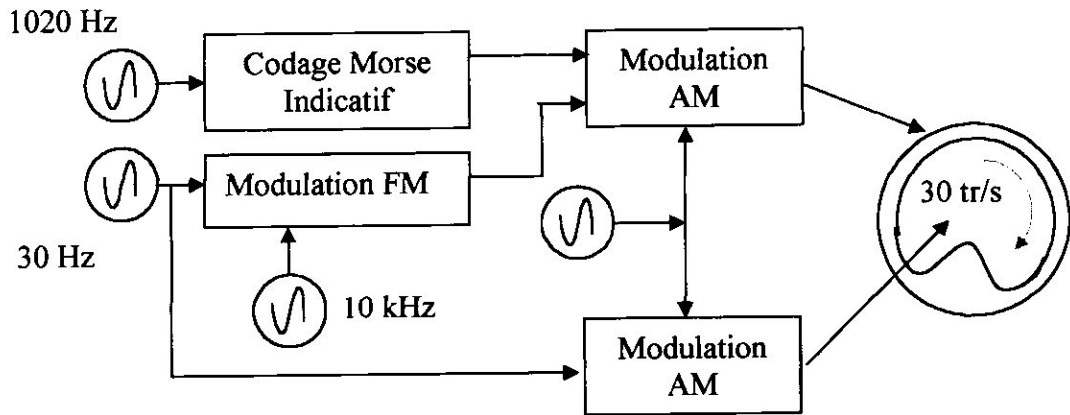 1020 Hz
Codage Morse
Indicatif
Modulation
AM
Modulation FM
30 tr/s
30 Hz
10 kHz
Modulation
AM